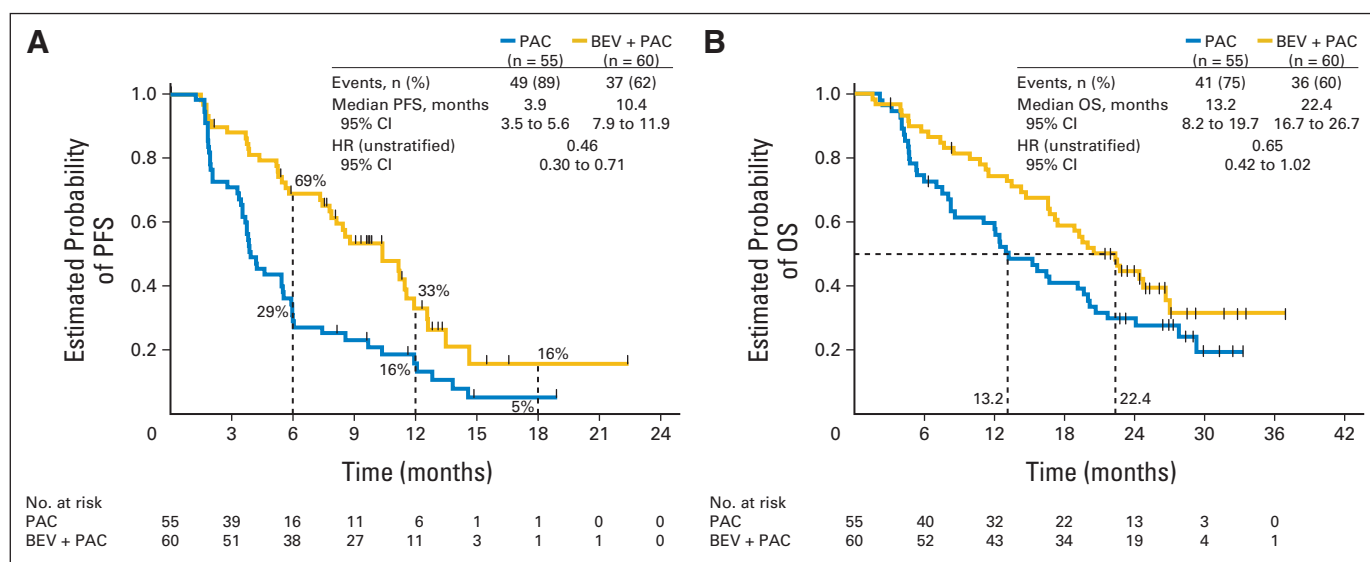 A
PAC BEV + PAC
(n = 55) (n = 60)
Events, n (%) 49 (89) 37 (62)
Median PFS, months 3.9 10.4
95% CI 3.5 to 5.6 7.9 to 11.9
HR (unstratified) 0.46
95% CI 0.30 to 0.71
Estimated Probability
of PFS
1.0
0.8
0.6
0.4
0.2
69%
29%
33%
16%
16%
5%
0 3 6 9 12 15 18 21 24
Time (months)
No. at risk
PAC 55 39 16 11 6 1 1 0 0
BEV + PAC 60 51 38 27 11 3 1 1 0
B
PAC BEV + PAC
(n = 55) (n = 60)
Events, n (%) 41 (75) 36 (60)
Median OS, months 13.2 22.4
95% CI 8.2 to 19.7 16.7 to 26.7
HR (unstratified) 0.65
95% CI 0.42 to 1.02
Estimated Probability
of OS
1.0
0.8
0.6
0.4
0.2
13.2 22.4
0 6 12 18 24 30 36 42
Time (months)
No. at risk
PAC 55 40 32 22 13 3 0
BEV + PAC 60 52 43 34 19 4 1